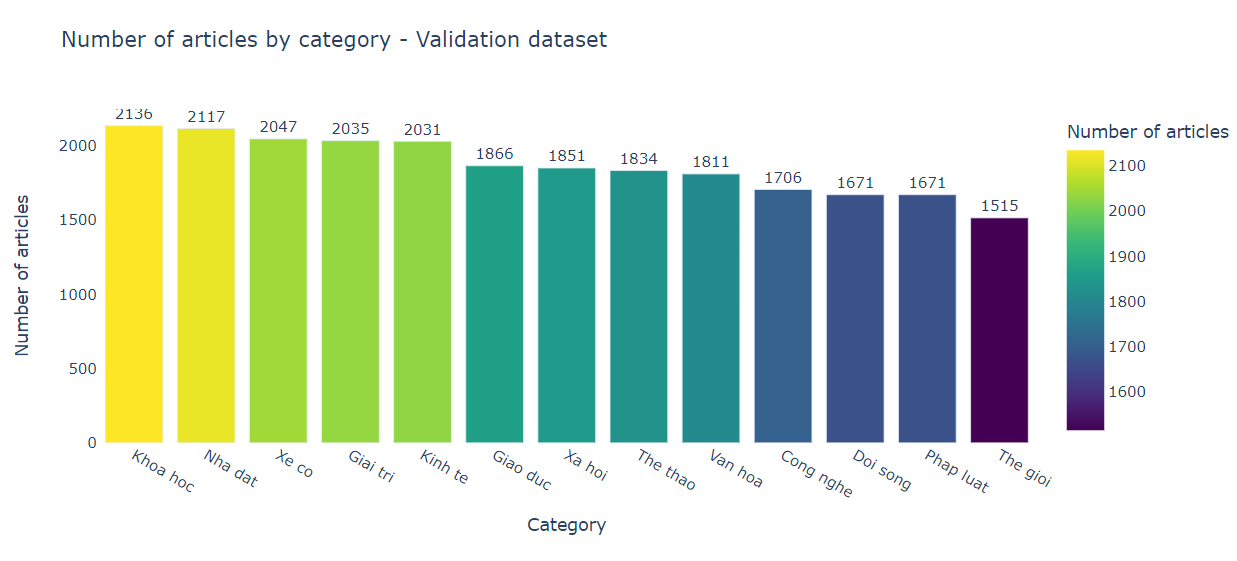 Number of articles by category - Validation dataset
Number of articles
2136 2117 2047 2035 2031 1866 1851 1834 1811 1706 1671 1671 1515
2000
1500
1000
500
0
Khoa hoc Nha dat Xe co Giai tri Kinh te Giao duc Xa hoi The thao Van hoa Cong nghe Doi song Phap luat The gioi
Category
Number of articles
2100
2000
1900
1800
1700
1600